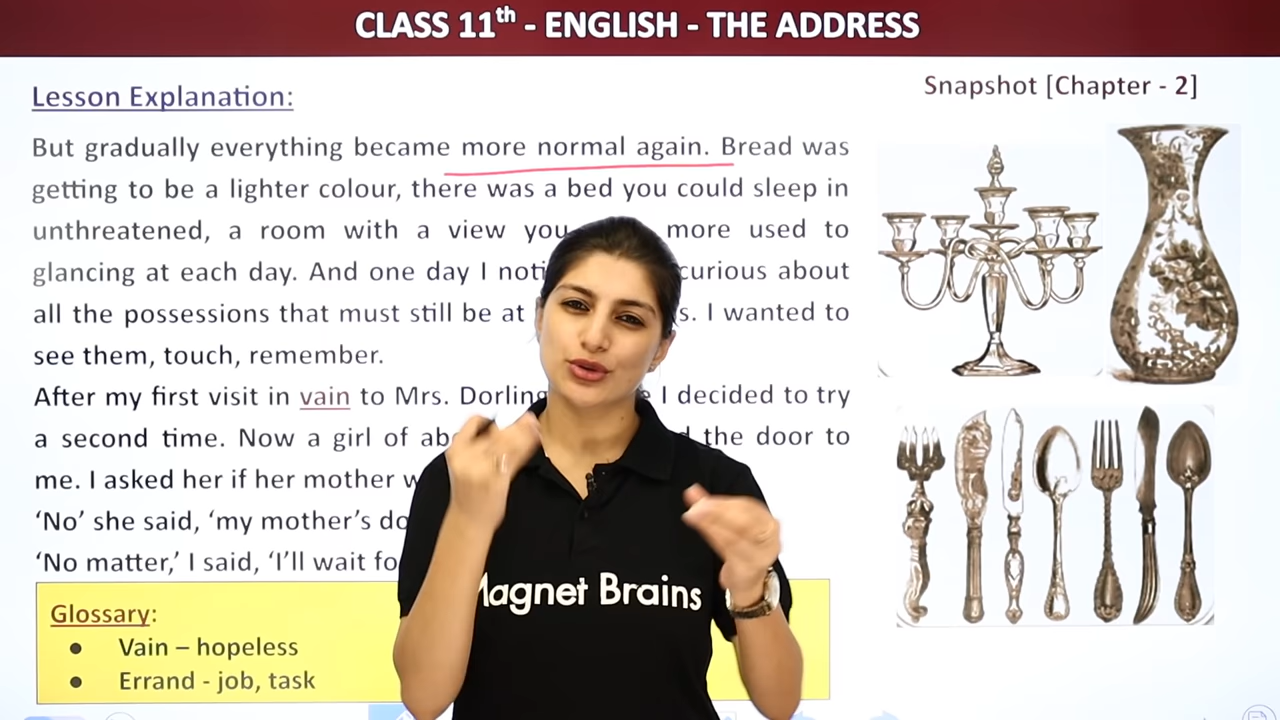 CLASS 11th - ENGLISH - THE ADDRESS
Lesson Explanation:
Snapshot [Chapter - 2]
But gradually everything became more normal again. Bread was
getting to be a lighter colour, there was a bed you could sleep in
unthreatened, a room with a view you more used to
glancing at each day. And one day I curious about
all the possessions that must still be at I wanted to
see them, touch, remember.
After my first visit in vain to Mrs. I decided to try
a second time. Now a girl of the door to
me. I asked her if her mother
‘No’ she said, ‘my mother’s
‘No matter,’ I said, ‘I’ll wait
Glossary:
● Vain – hopeless
● Errand - job, task
Magnet Brains